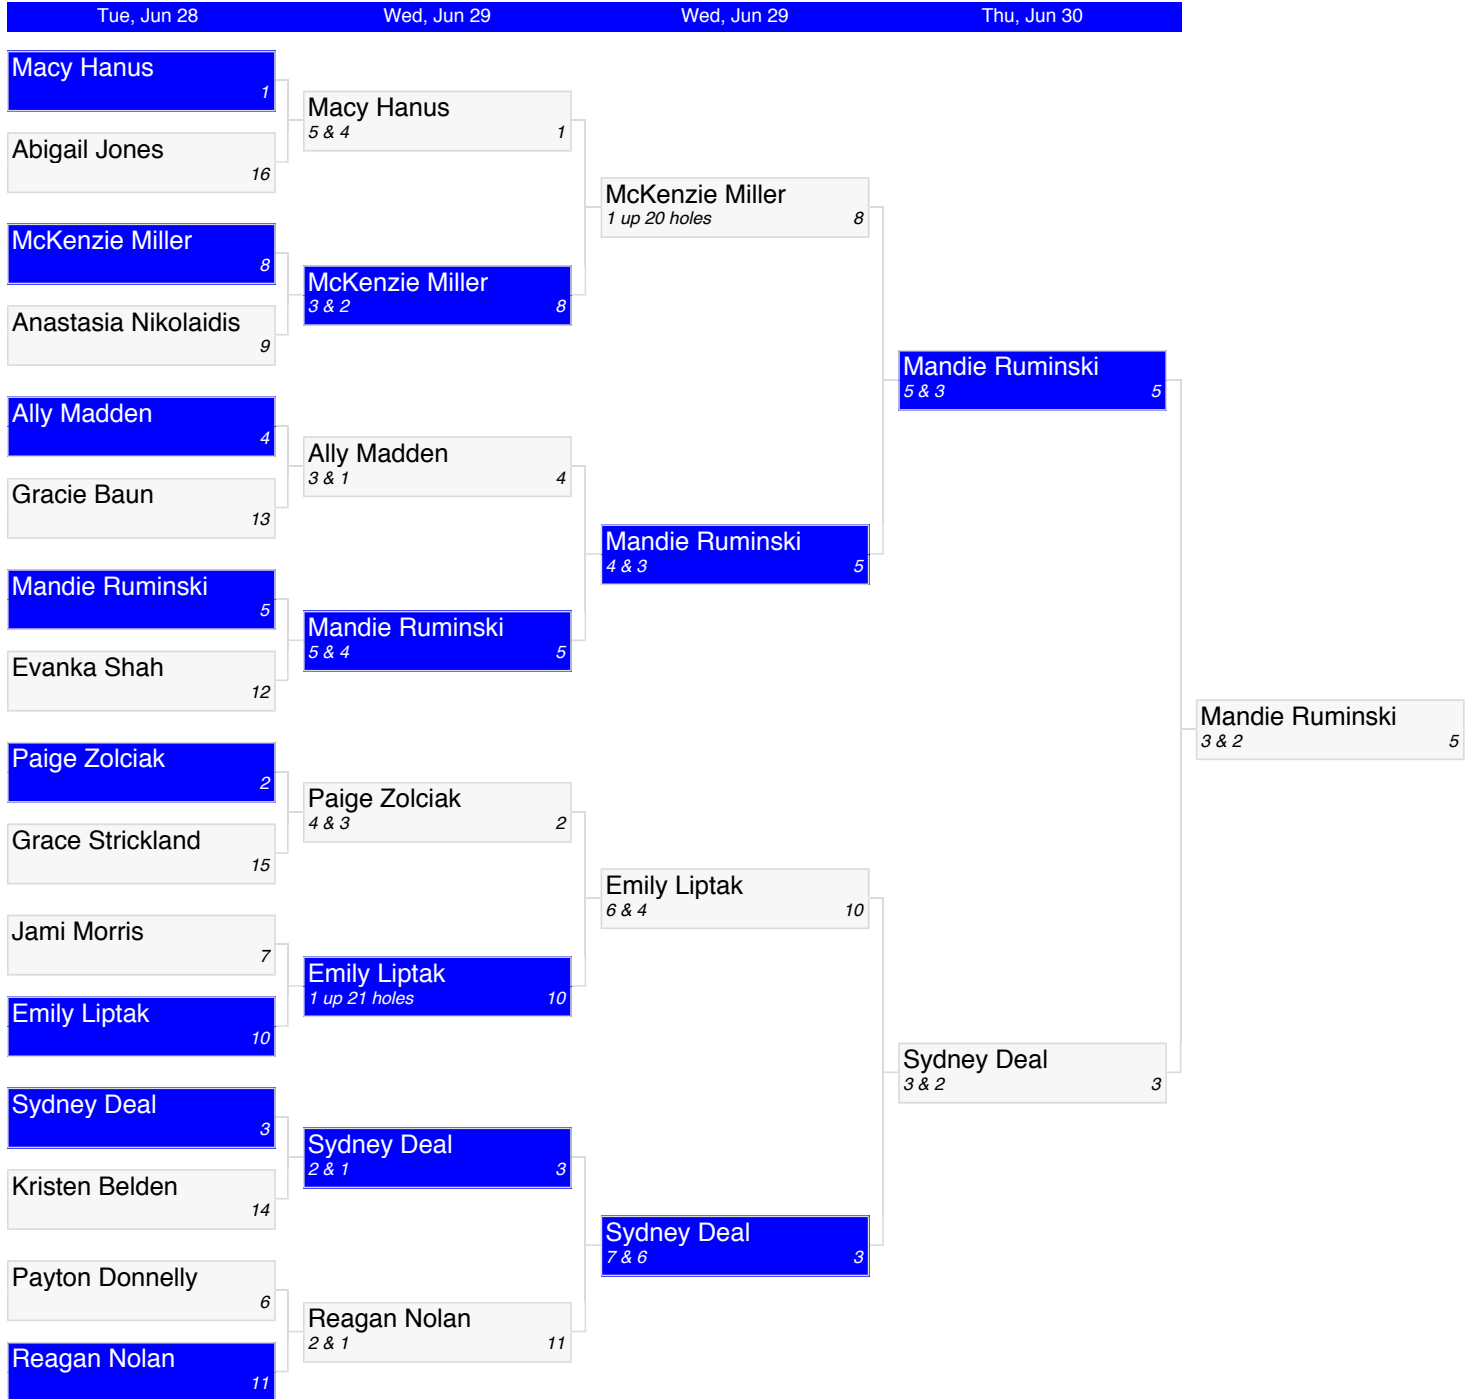 Tue, Jun 28
Wed, Jun 29
Wed, Jun 29
Thu, Jun 30
Macy Hanus
1
Abigail Jones
16
McKenzie Miller
8
Anastasia Nikolaidis
9
Ally Madden
4
Gracie Baun
13
Mandie Ruminski
5
Evanka Shah
12
Paige Zolciak
2
Grace Strickland
15
Jami Morris
7
Emily Liptak
10
Sydney Deal
3
Kristen Belden
14
Payton Donnelly
6
Reagan Nolan
11
Macy Hanus
5 & 4 1
McKenzie Miller
3 & 2 8
Ally Madden
3 & 1 4
Mandie Ruminski
5 & 4 5
Paige Zolciak
4 & 3 2
Emily Liptak
1 up 21 holes 10
Sydney Deal
2 & 1 3
Reagan Nolan
2 & 1 11
McKenzie Miller
1 up 20 holes 8
Mandie Ruminski
4 & 3 5
Emily Liptak
6 & 4 10
Sydney Deal
7 & 6 3
Mandie Ruminski
5 & 3 5
Sydney Deal
3 & 2 3
Mandie Ruminski
3 & 2 5